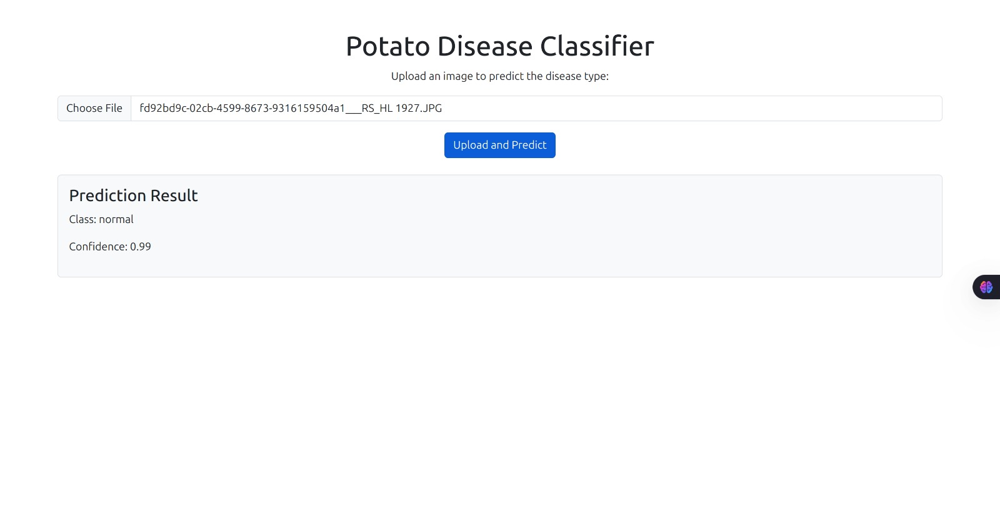 Potato Disease Classifier
Upload an image to predict the disease type:
Choose File fd92bd9c-02cb-4599-8673-9316159504a1___RS_HL 1927.JPG
Upload and Predict
Prediction Result
Class: normal
Confidence: 0.99